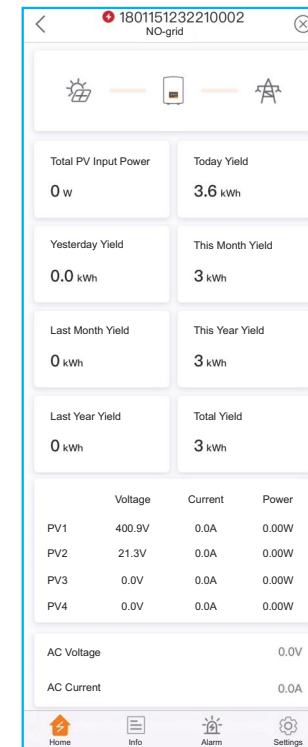 1801151232210002
NO-grid
Total PV Input Power
0 W
Today Yield
3.6 kWh
Yesterday Yield
0.0 kWh
This Month Yield
3 kWh
Last Month Yield
0 kWh
This Year Yield
3 kWh
Last Year Yield
0 kWh
Total Yield
3 kWh
Voltage Current Power
PV1 400.9V 0.0A 0.00W
PV2 21.3V 0.0A 0.00W
PV3 0.0V 0.0A 0.00W
PV4 0.0V 0.0A 0.00W
AC Voltage 0.0V
AC Current 0.0A
Home Info Alarm Settings